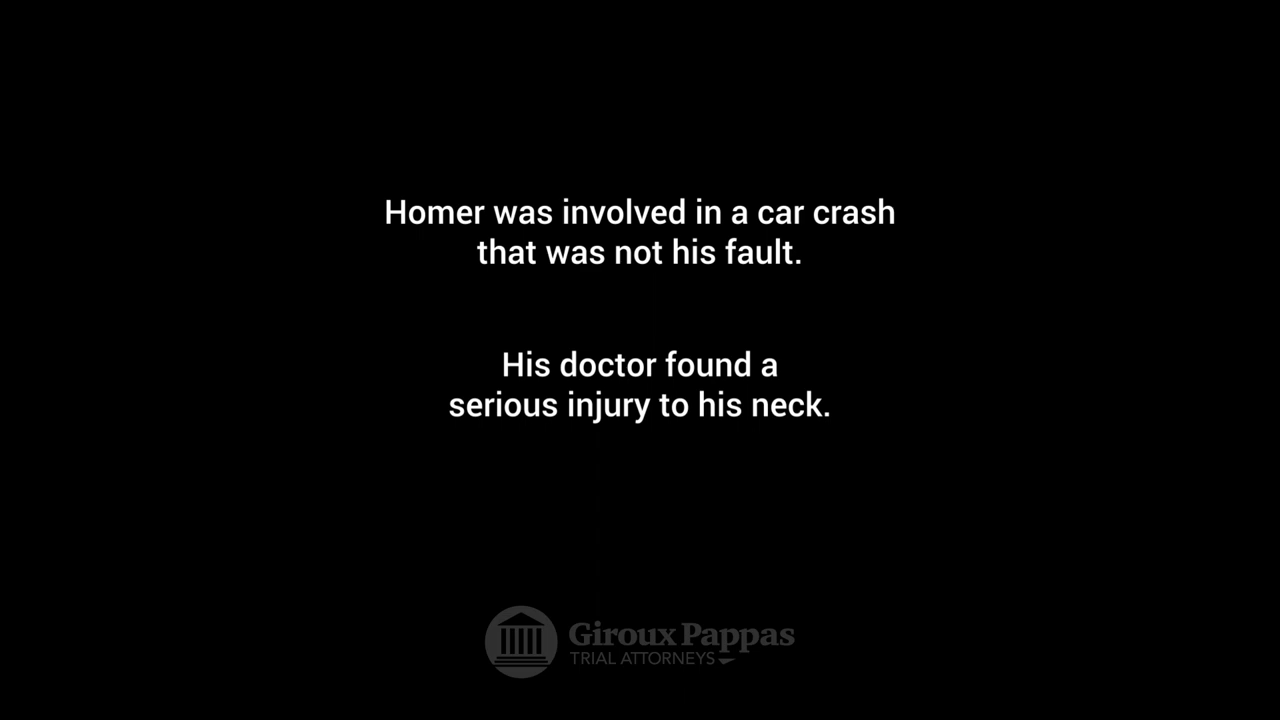 Homer was involved in a car crash
that was not his fault.
His doctor found a
serious injury to his neck.
Giroux Pappas
TRIAL ATTORNEYS